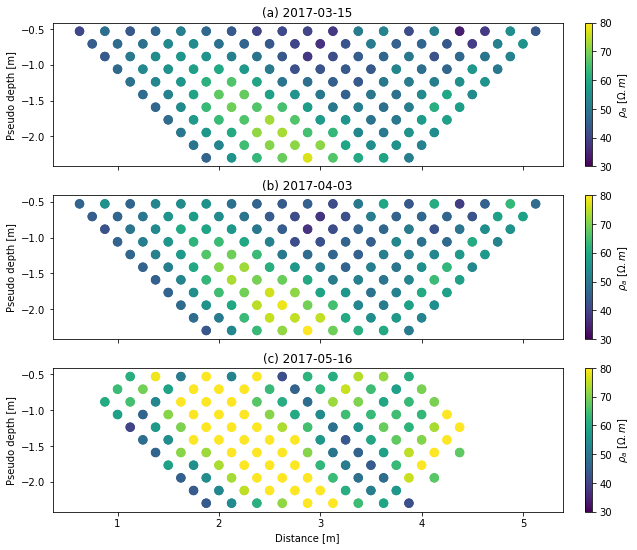 (a) 2017-03-15
−0.5
−1.0
−1.5
−2.0
Pseudo depth [m]
80
70
60
50
40
30
ρa [Ω.m]
(b) 2017-04-03
−0.5
−1.0
−1.5
−2.0
Pseudo depth [m]
80
70
60
50
40
30
ρa [Ω.m]
(c) 2017-05-16
−0.5
−1.0
−1.5
−2.0
Pseudo depth [m]
80
70
60
50
40
30
ρa [Ω.m]
1 2 3 4 5
Distance [m]